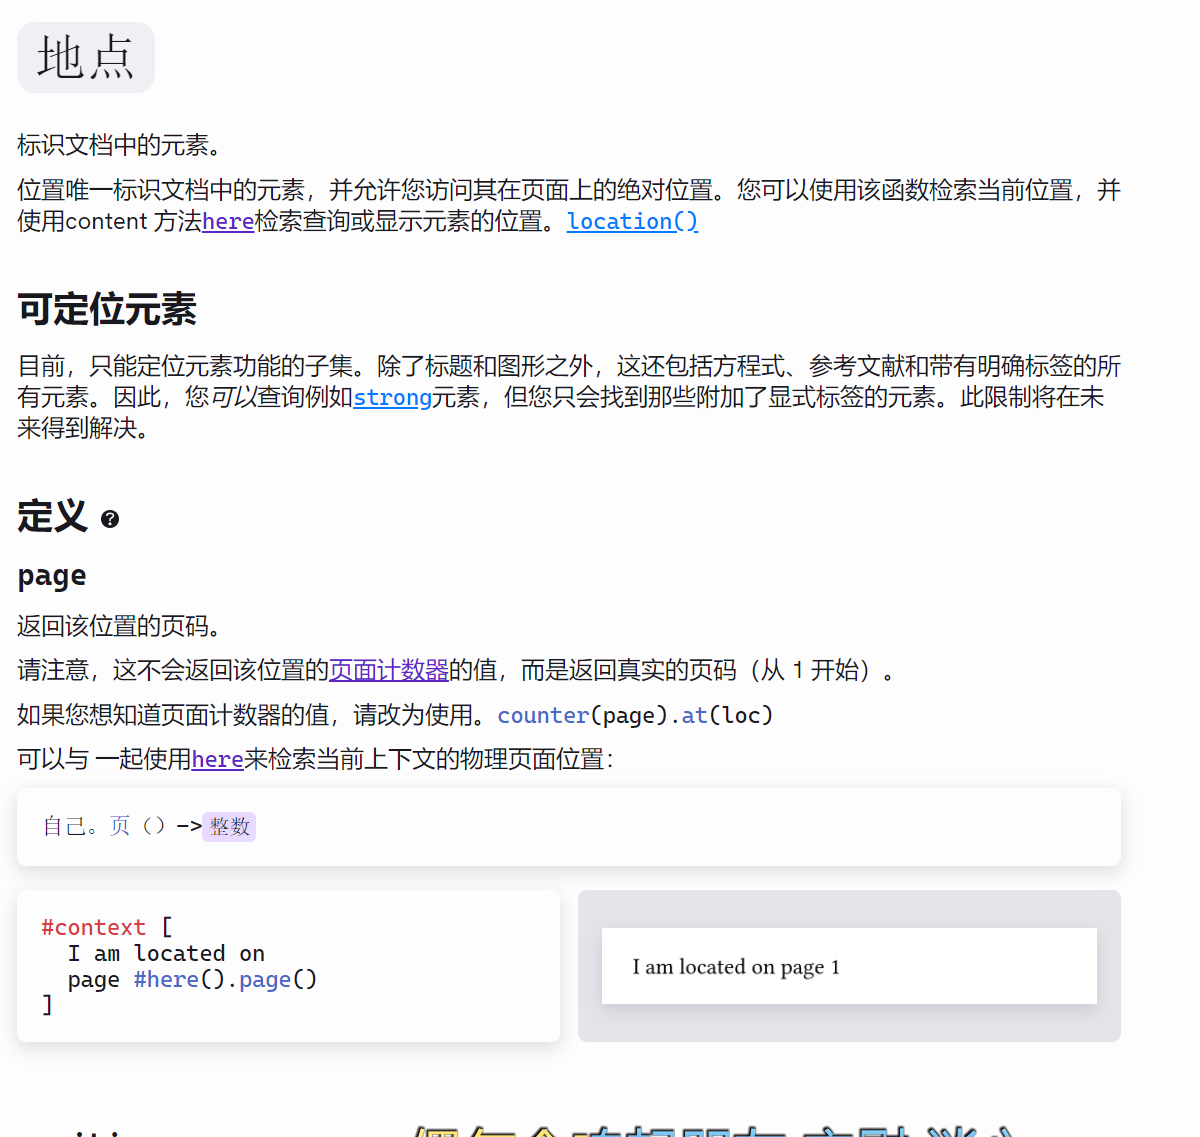 地点
标识文档中的元素。
位置唯一标识文档中的元素，并允许您访问其在页面上的绝对位置。您可以使用该函数检索当前位置，并
使用content 方法here检索查询或显示元素的位置。location()
可定位元素
目前，只能定位元素功能的子集。除了标题和图形之外，这还包括方程式、参考文献和带有明确标签的所
有元素。因此，您可以查询例如strong元素，但您只会找到那些附加了显式标签的元素。此限制将在未
来得到解决。
定义
page
返回该位置的页码。
请注意，这不会返回该位置的页面计数器的值，而是返回真实的页码（从 1 开始）。
如果您想知道页面计数器的值，请改为使用。counter(page).at(loc)
可以与 一起使用here来检索当前上下文的物理页面位置：
自己。页（）->整数
#context [
I am located on
page #here().page()
]
I am located on page 1